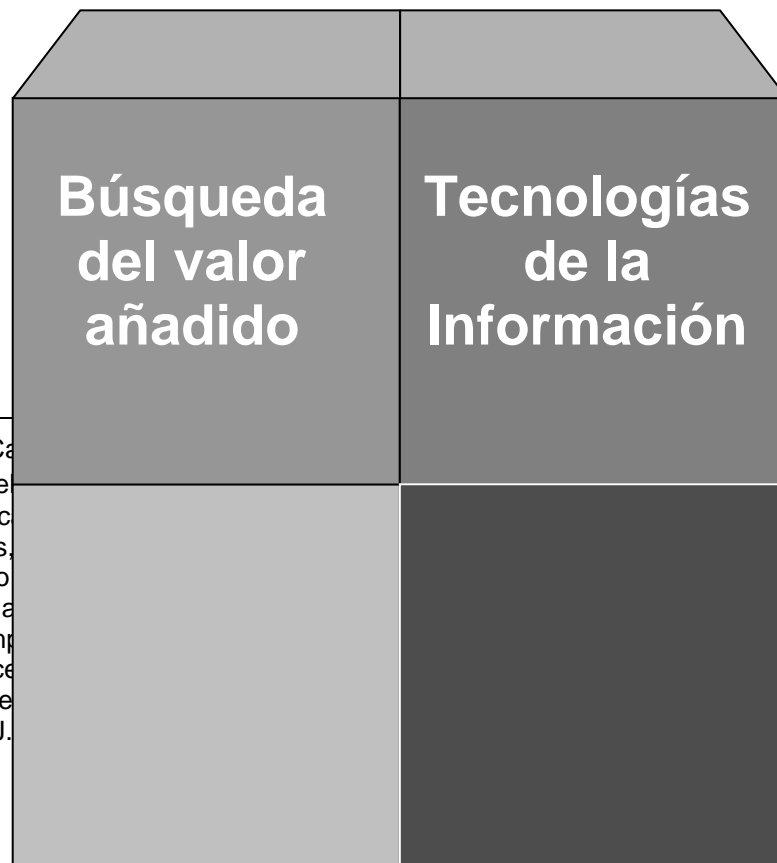 Búsqueda
del valor
añadido
Tecnologías
de la
Información